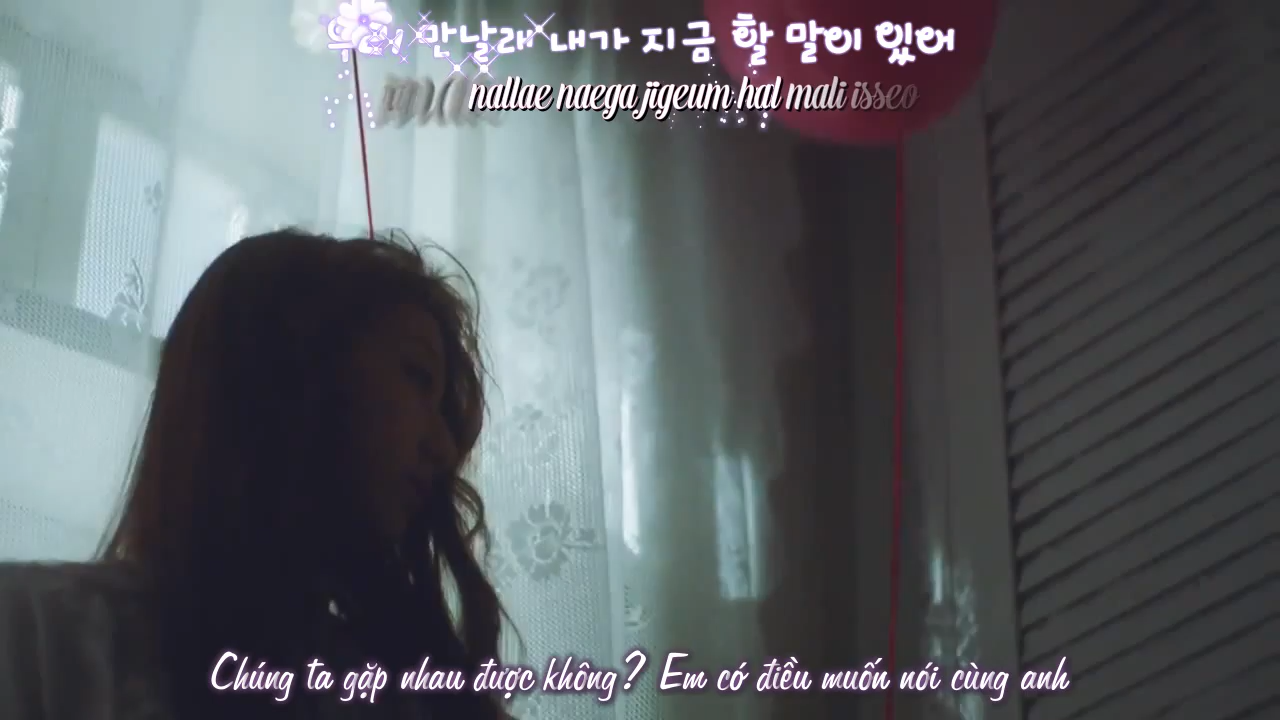 우리 만날래 내가 지금 할 말이 있어
nallae naega jigeum hal mali isseo
Chúng ta gặp nhau được không? Em có điều muốn nói cùng anh